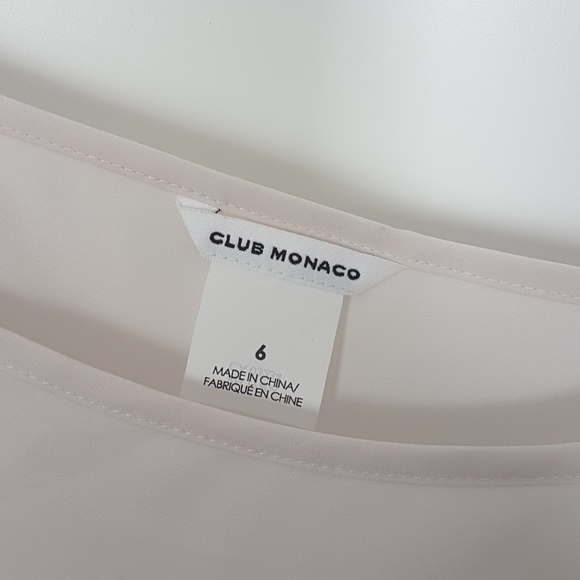 CLUB MONACO
6
MADE IN CHINA/
FABRIQUÉ EN CHINE